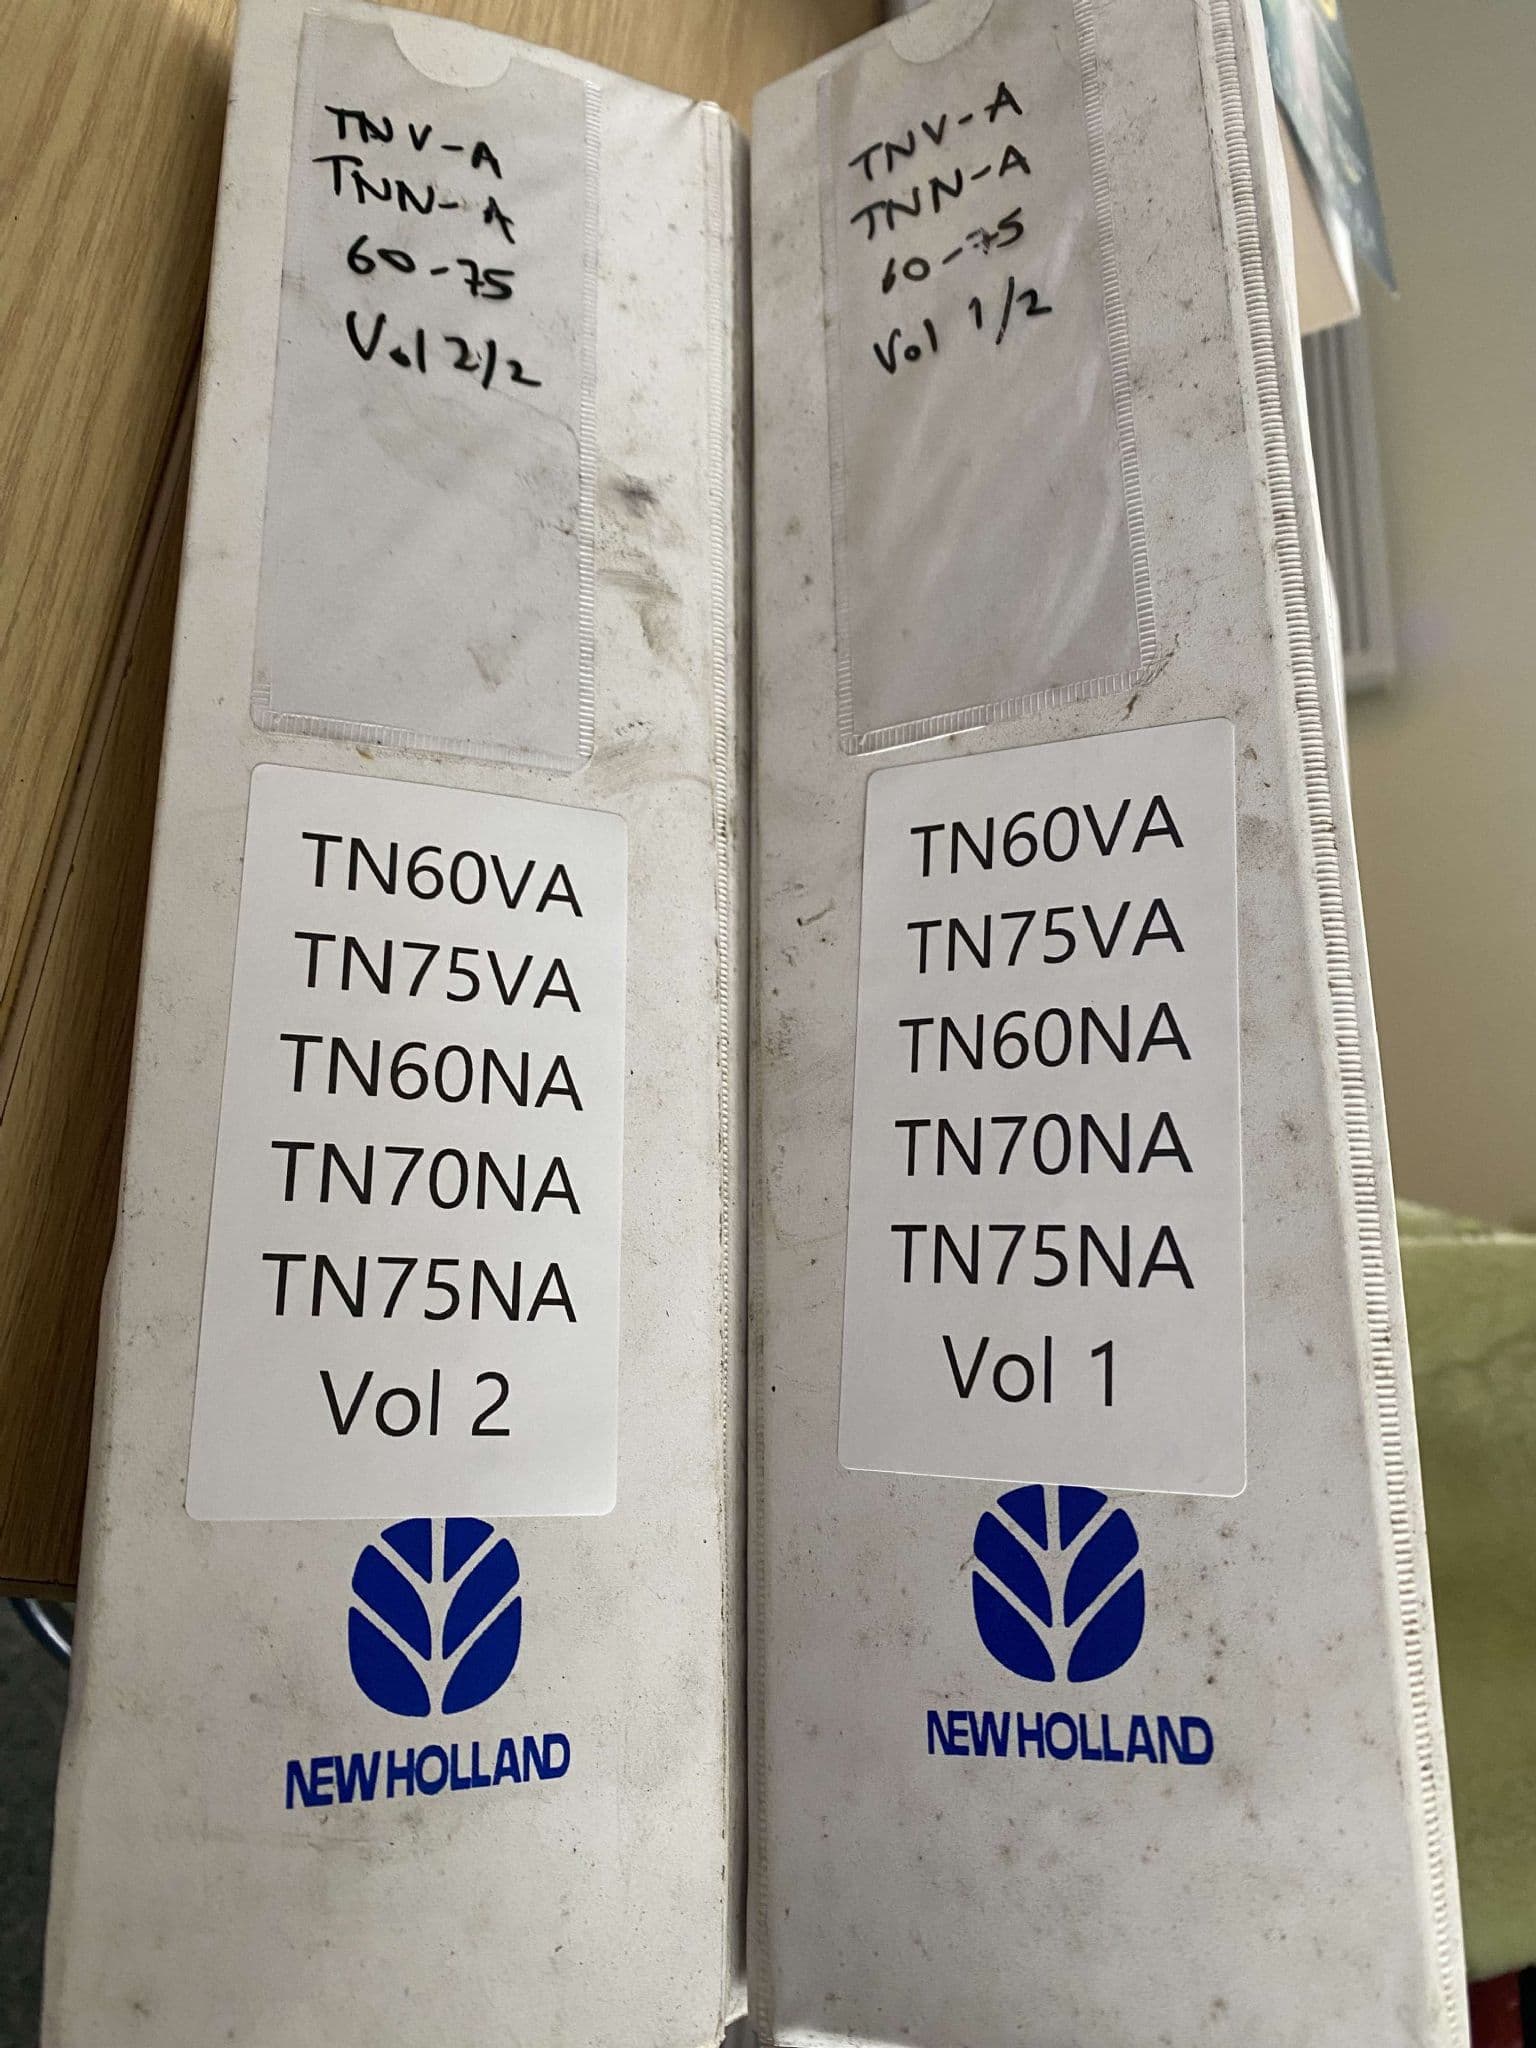 TNV-A
TNN-A
60-75
Vol 2/2
TN60VA
TN75VA
TN60NA
TN70NA
TN75NA
Vol 2
NEW HOLLAND
TNV-A
TNN-A
60-75
Vol 1/2
TN60VA
TN75VA
TN60NA
TN70NA
TN75NA
Vol 1
NEW HOLLAND